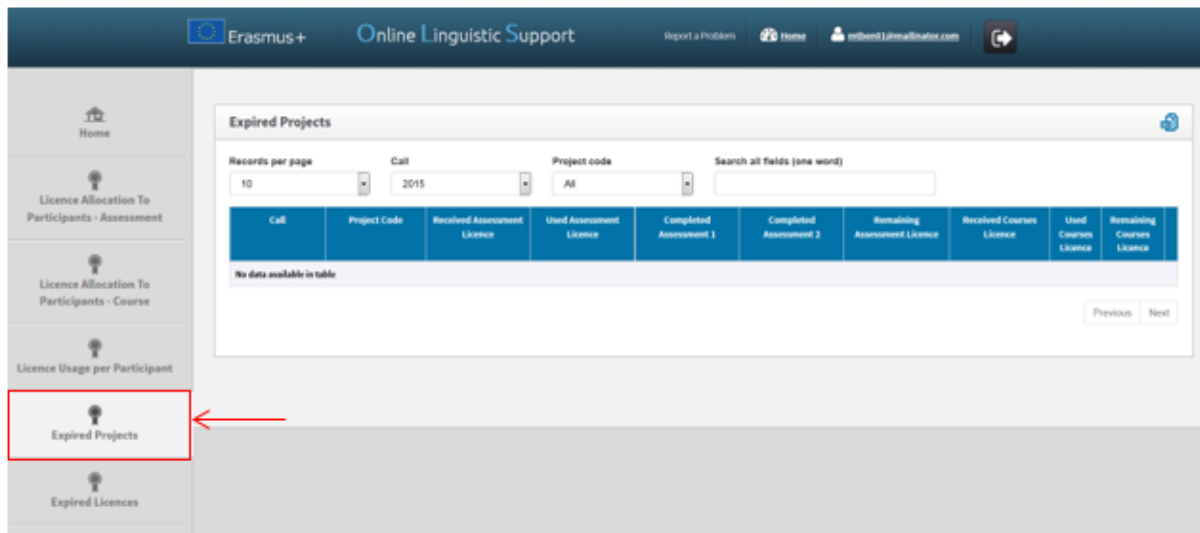 Erasmus+
Online Linguistic Support
Report a Problem
Home
Home
Licence Allocation To
Participants - Assessment
Licence Allocation To
Participants - Course
Licence Usage per Participant
Expired Projects
Expired Licences
Expired Projects
Records per page
Call
Project code
Search all fields (one word)
10
2015
All
Call
Project Code
Received Assessment
Licence
Used Assessment
Licence
Completed
Assessment 1
Completed
Assessment 2
Remaining
Assessment Licence
Received Courses
Licence
Used
Courses
Licence
Remaining
Courses
Licence
No data available in table
Previous
Next